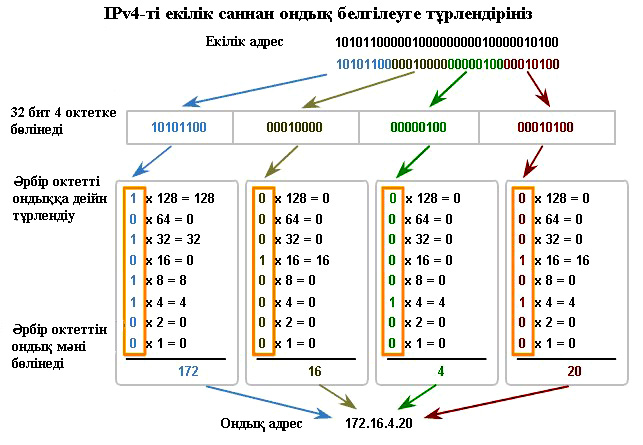 IPv4-ті екілік саннан ондық белгілеуге түрлендіріңіз
Екілік адрес 10101100000100000000010000010100
10101100000100000000010000010100
32 бит 4 октетке
бөлінеді
10101100 00010000 00000100 00010100
Әрбір октетті
ондыққа дейн
түрлендіу
1 x 128 = 128
0 x 64 = 0
1 x 32 = 32
0 x 16 = 0
1 x 8 = 8
1 x 4 = 4
0 x 2 = 0
0 x 1 = 0
172
0 x 128 = 0
0 x 64 = 0
0 x 32 = 0
1 x 16 = 16
0 x 8 = 0
0 x 4 = 0
0 x 2 = 0
0 x 1 = 0
16
0 x 128 = 0
0 x 64 = 0
0 x 32 = 0
0 x 16 = 0
0 x 8 = 0
1 x 4 = 4
0 x 2 = 0
0 x 1 = 0
4
0 x 128 = 0
0 x 64 = 0
0 x 32 = 0
1 x 16 = 16
0 x 8 = 0
1 x 4 = 4
0 x 2 = 0
0 x 1 = 0
20
Әрбір октеттін
ондық мәні
бөлінеді
Ондық адрес 172.16.4.20